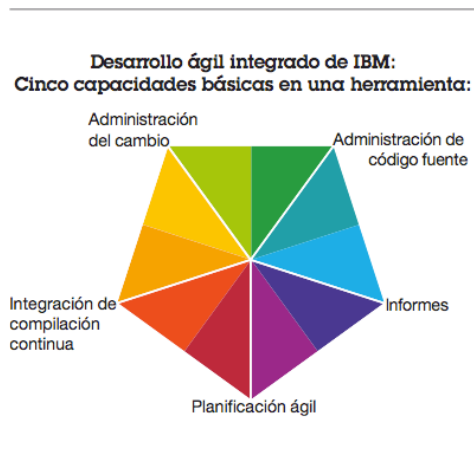 Desarrollo ágil integrado de IBM:
Cinco capacidades básicas en una herramienta:
Administración
del cambio
Administración de
código fuente
Integración de
compilación
continua
Informes
Planificación ágil